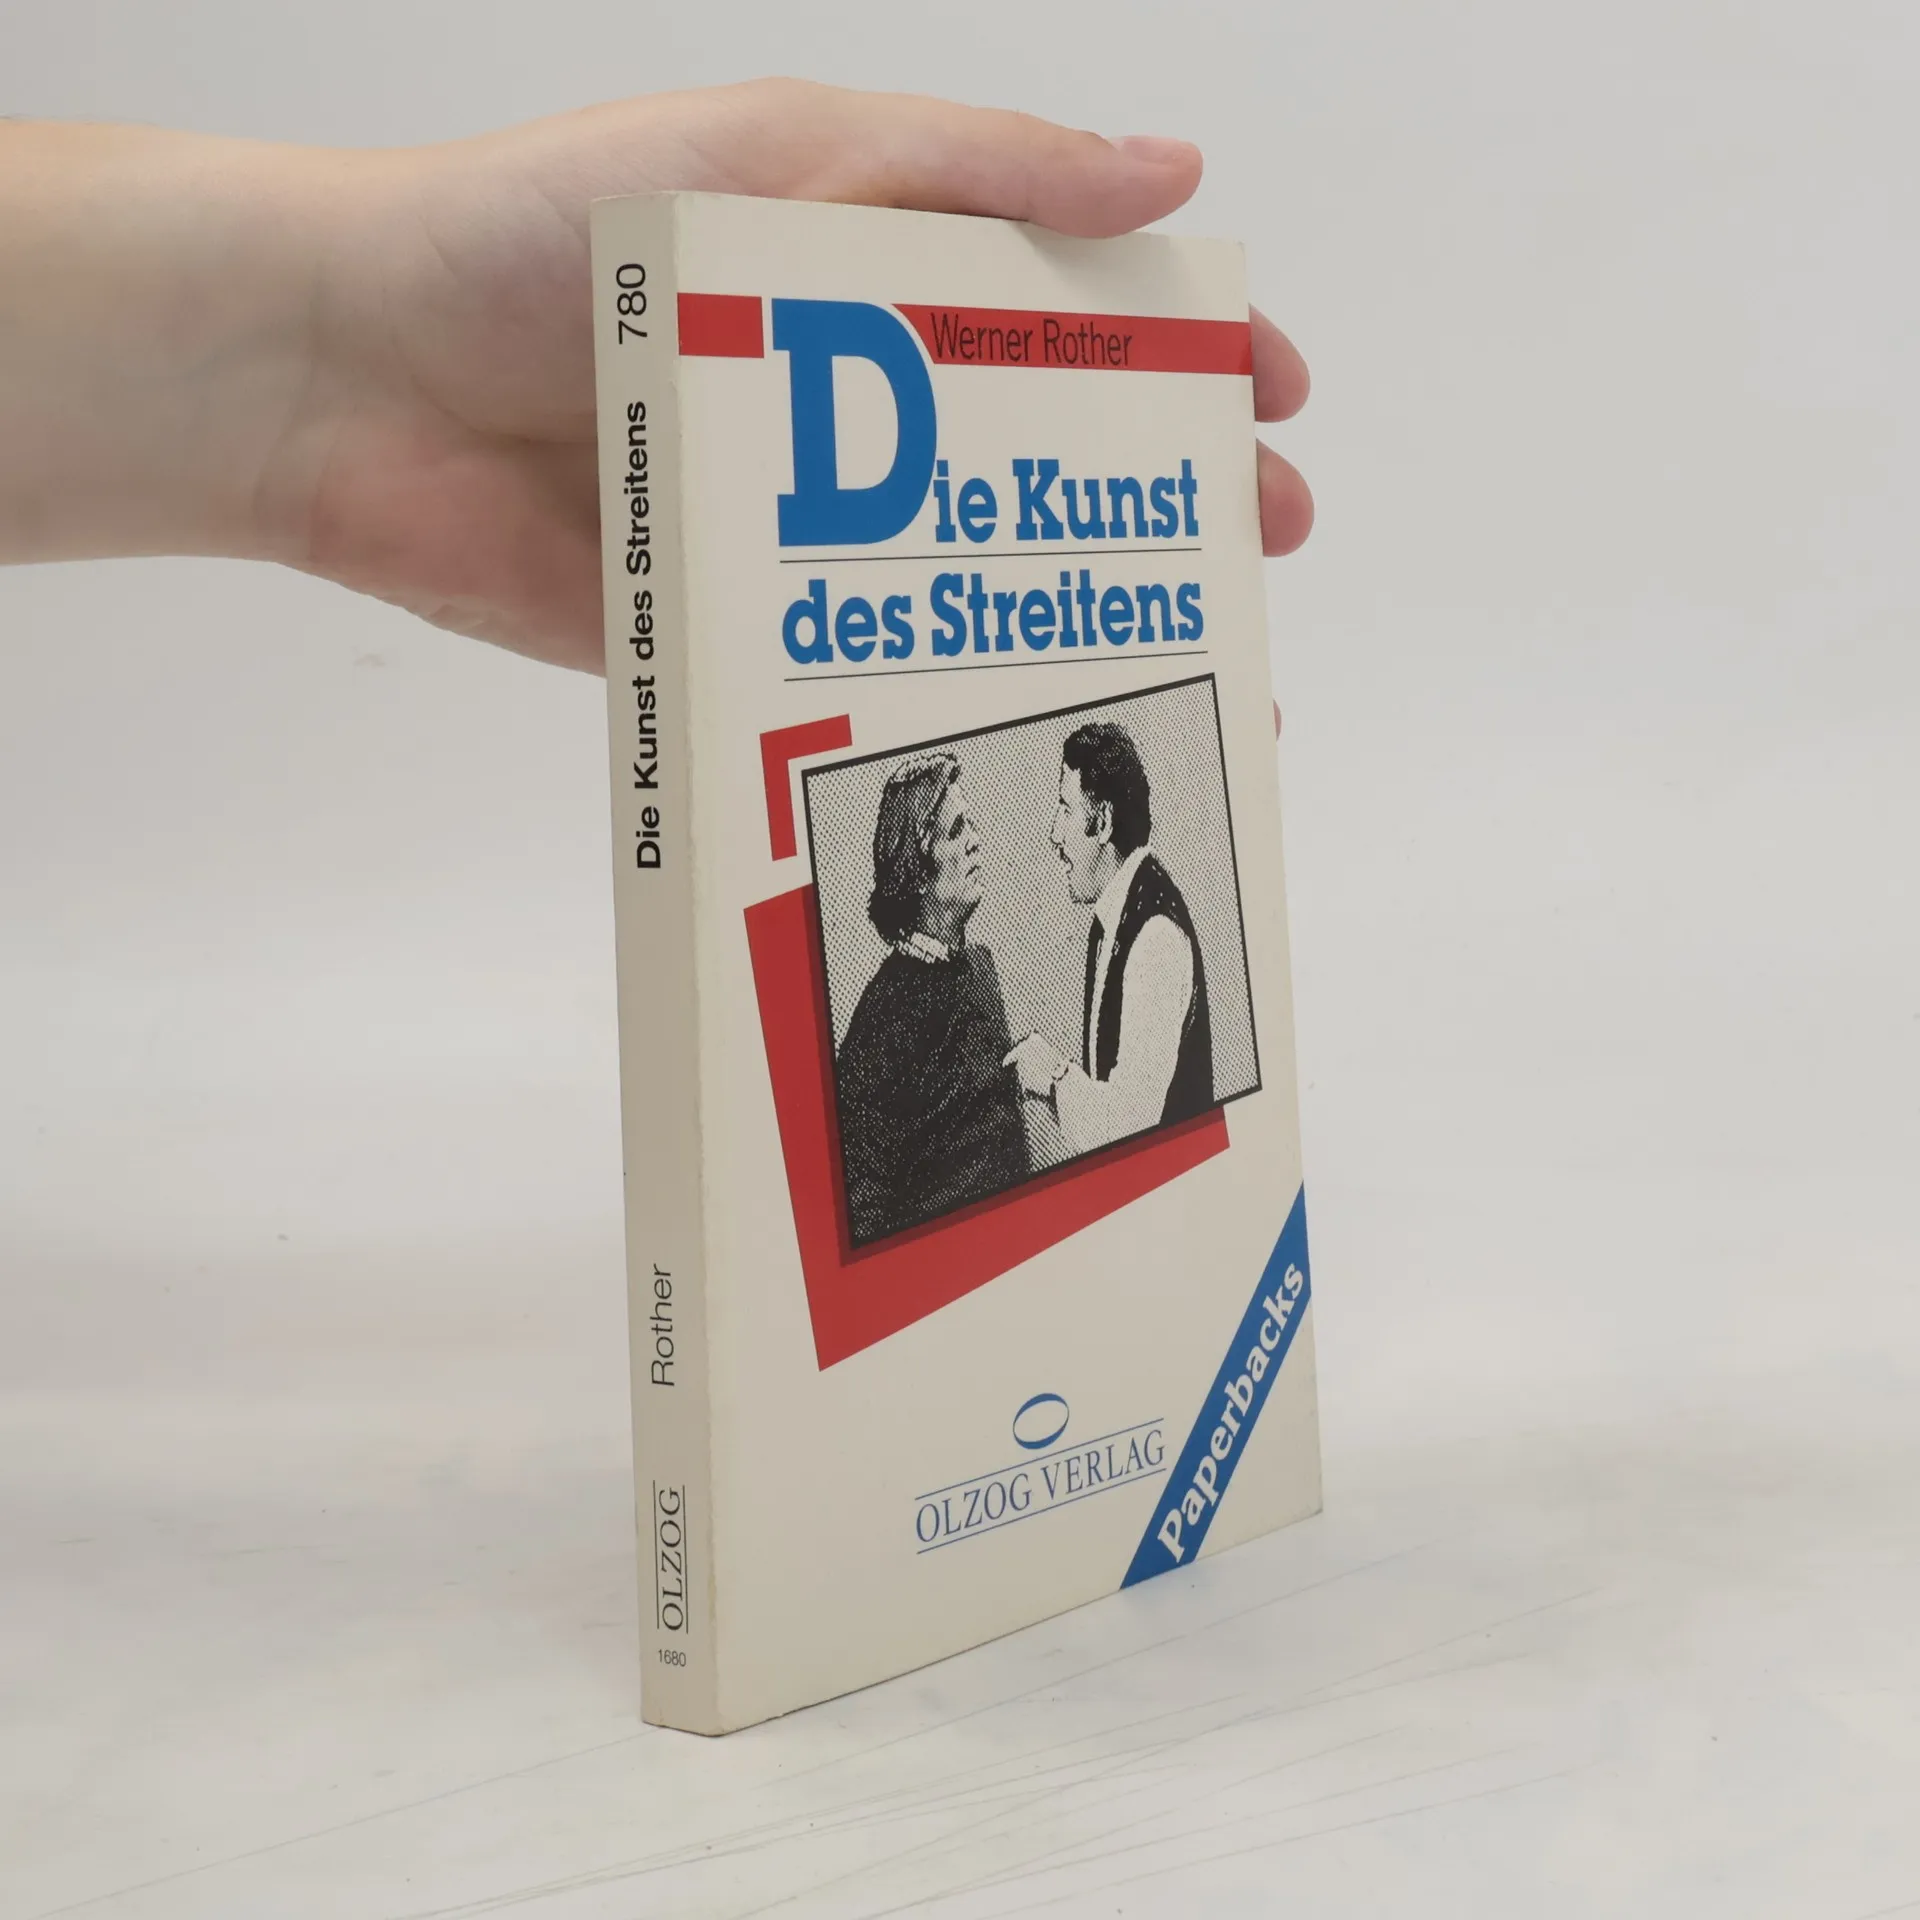 780
Die Kunst des Streitens
Rother
OLZOG
1680
Werner Rother
Die Kunst
des Streitens
OLZOG VERLAG
Paperbacks